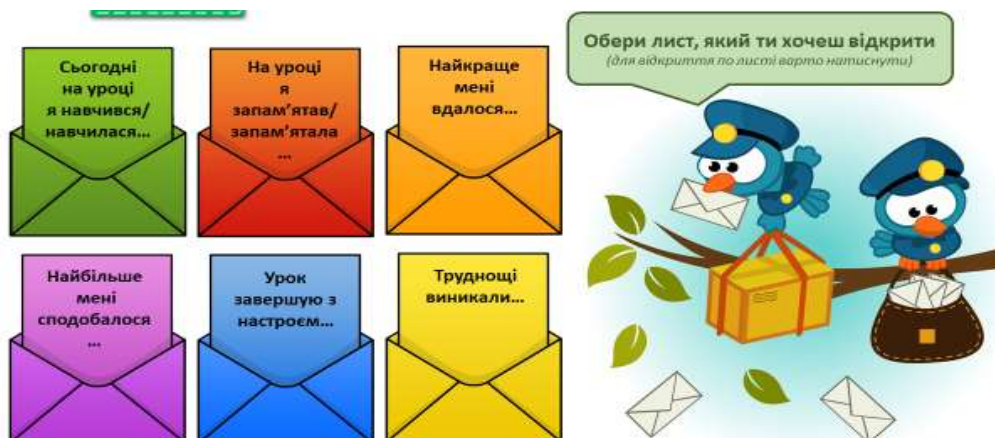 Сьогодні
на уроці
я навчився/
навчилася...
На уроці
я
запам'ятав/
запам'ятала
...
Найкраще
мені
вдалося...
Обери лист, який ти хочеш відкрити
(для відкриття по листі варто натиснути)
Найбільше
мені
сподобалося
...
Урок
завершую з
настроєм...
Труднощі
виникали...